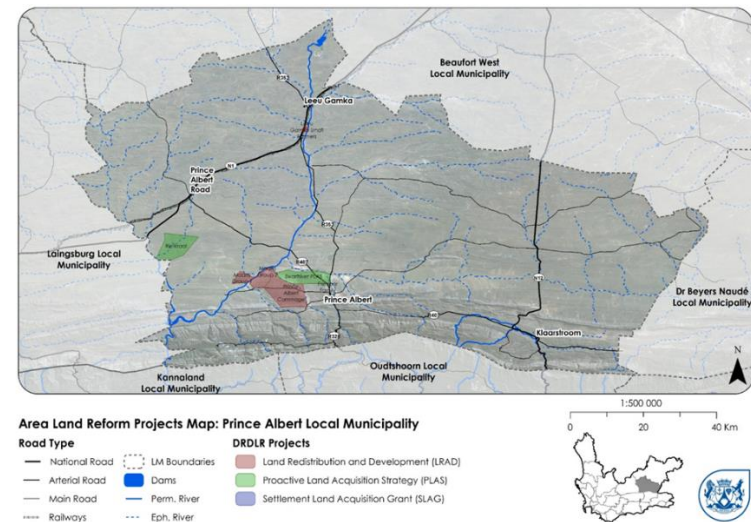 Beaufort West
Local Municipality
R353
Leeu Gamka
N1
Prince
Albert
Road
Laingsburg Local
Municipality
R353
R407
Prince Albert
N12
Dr Beyers Naudé
Local Municipality
Klaarstroom
Kannaland
Local Municipality
Oudtshoorn Local
Municipality
N
1:500 000
0
20
40 Km
Area Land Reform Projects Map: Prince Albert Local Municipality
Road Type
National Road
Arterial Road
Main Road
Railways
LM Boundaries
Dams
Perm. River
Eph. River
DRDLR Projects
Land Redistribution and Development (LRAD)
Proactive Land Acquisition Strategy (PLAS)
Settlement Land Acquisition Grant (SLAG)